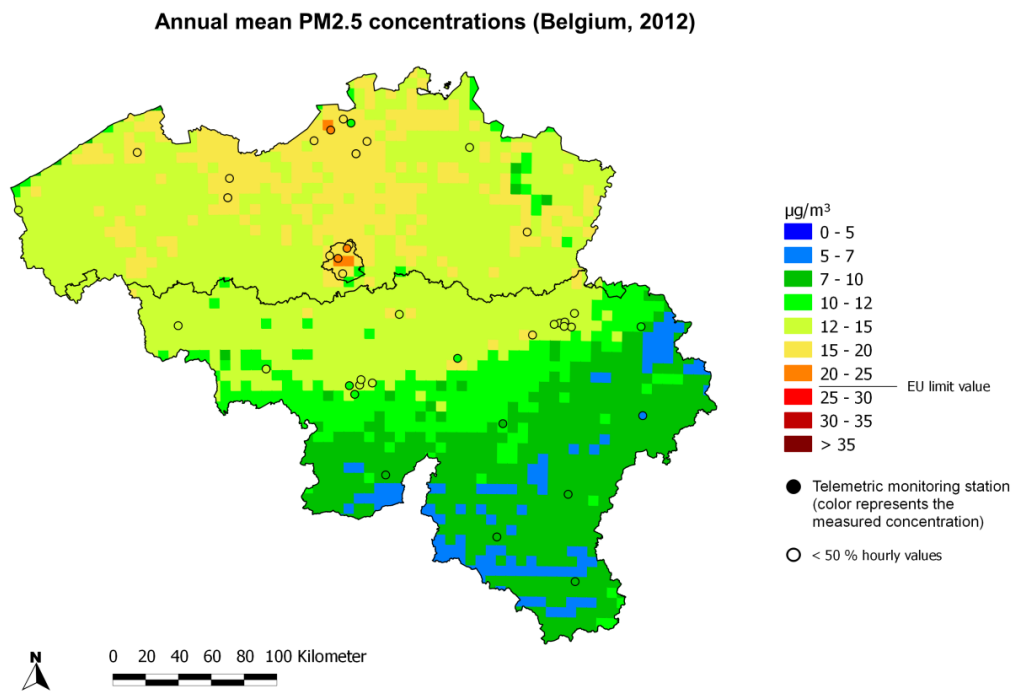 Annual mean PM2.5 concentrations (Belgium, 2012)
µg/m³
0 - 5
5 - 7
7 - 10
10 - 12
12 - 15
15 - 20
20 - 25
EU limit value
25 - 30
30 - 35
> 35
Telemetric monitoring station
(color represents the
measured concentration)
< 50 % hourly values
N
0 20 40 60 80 100 Kilometer